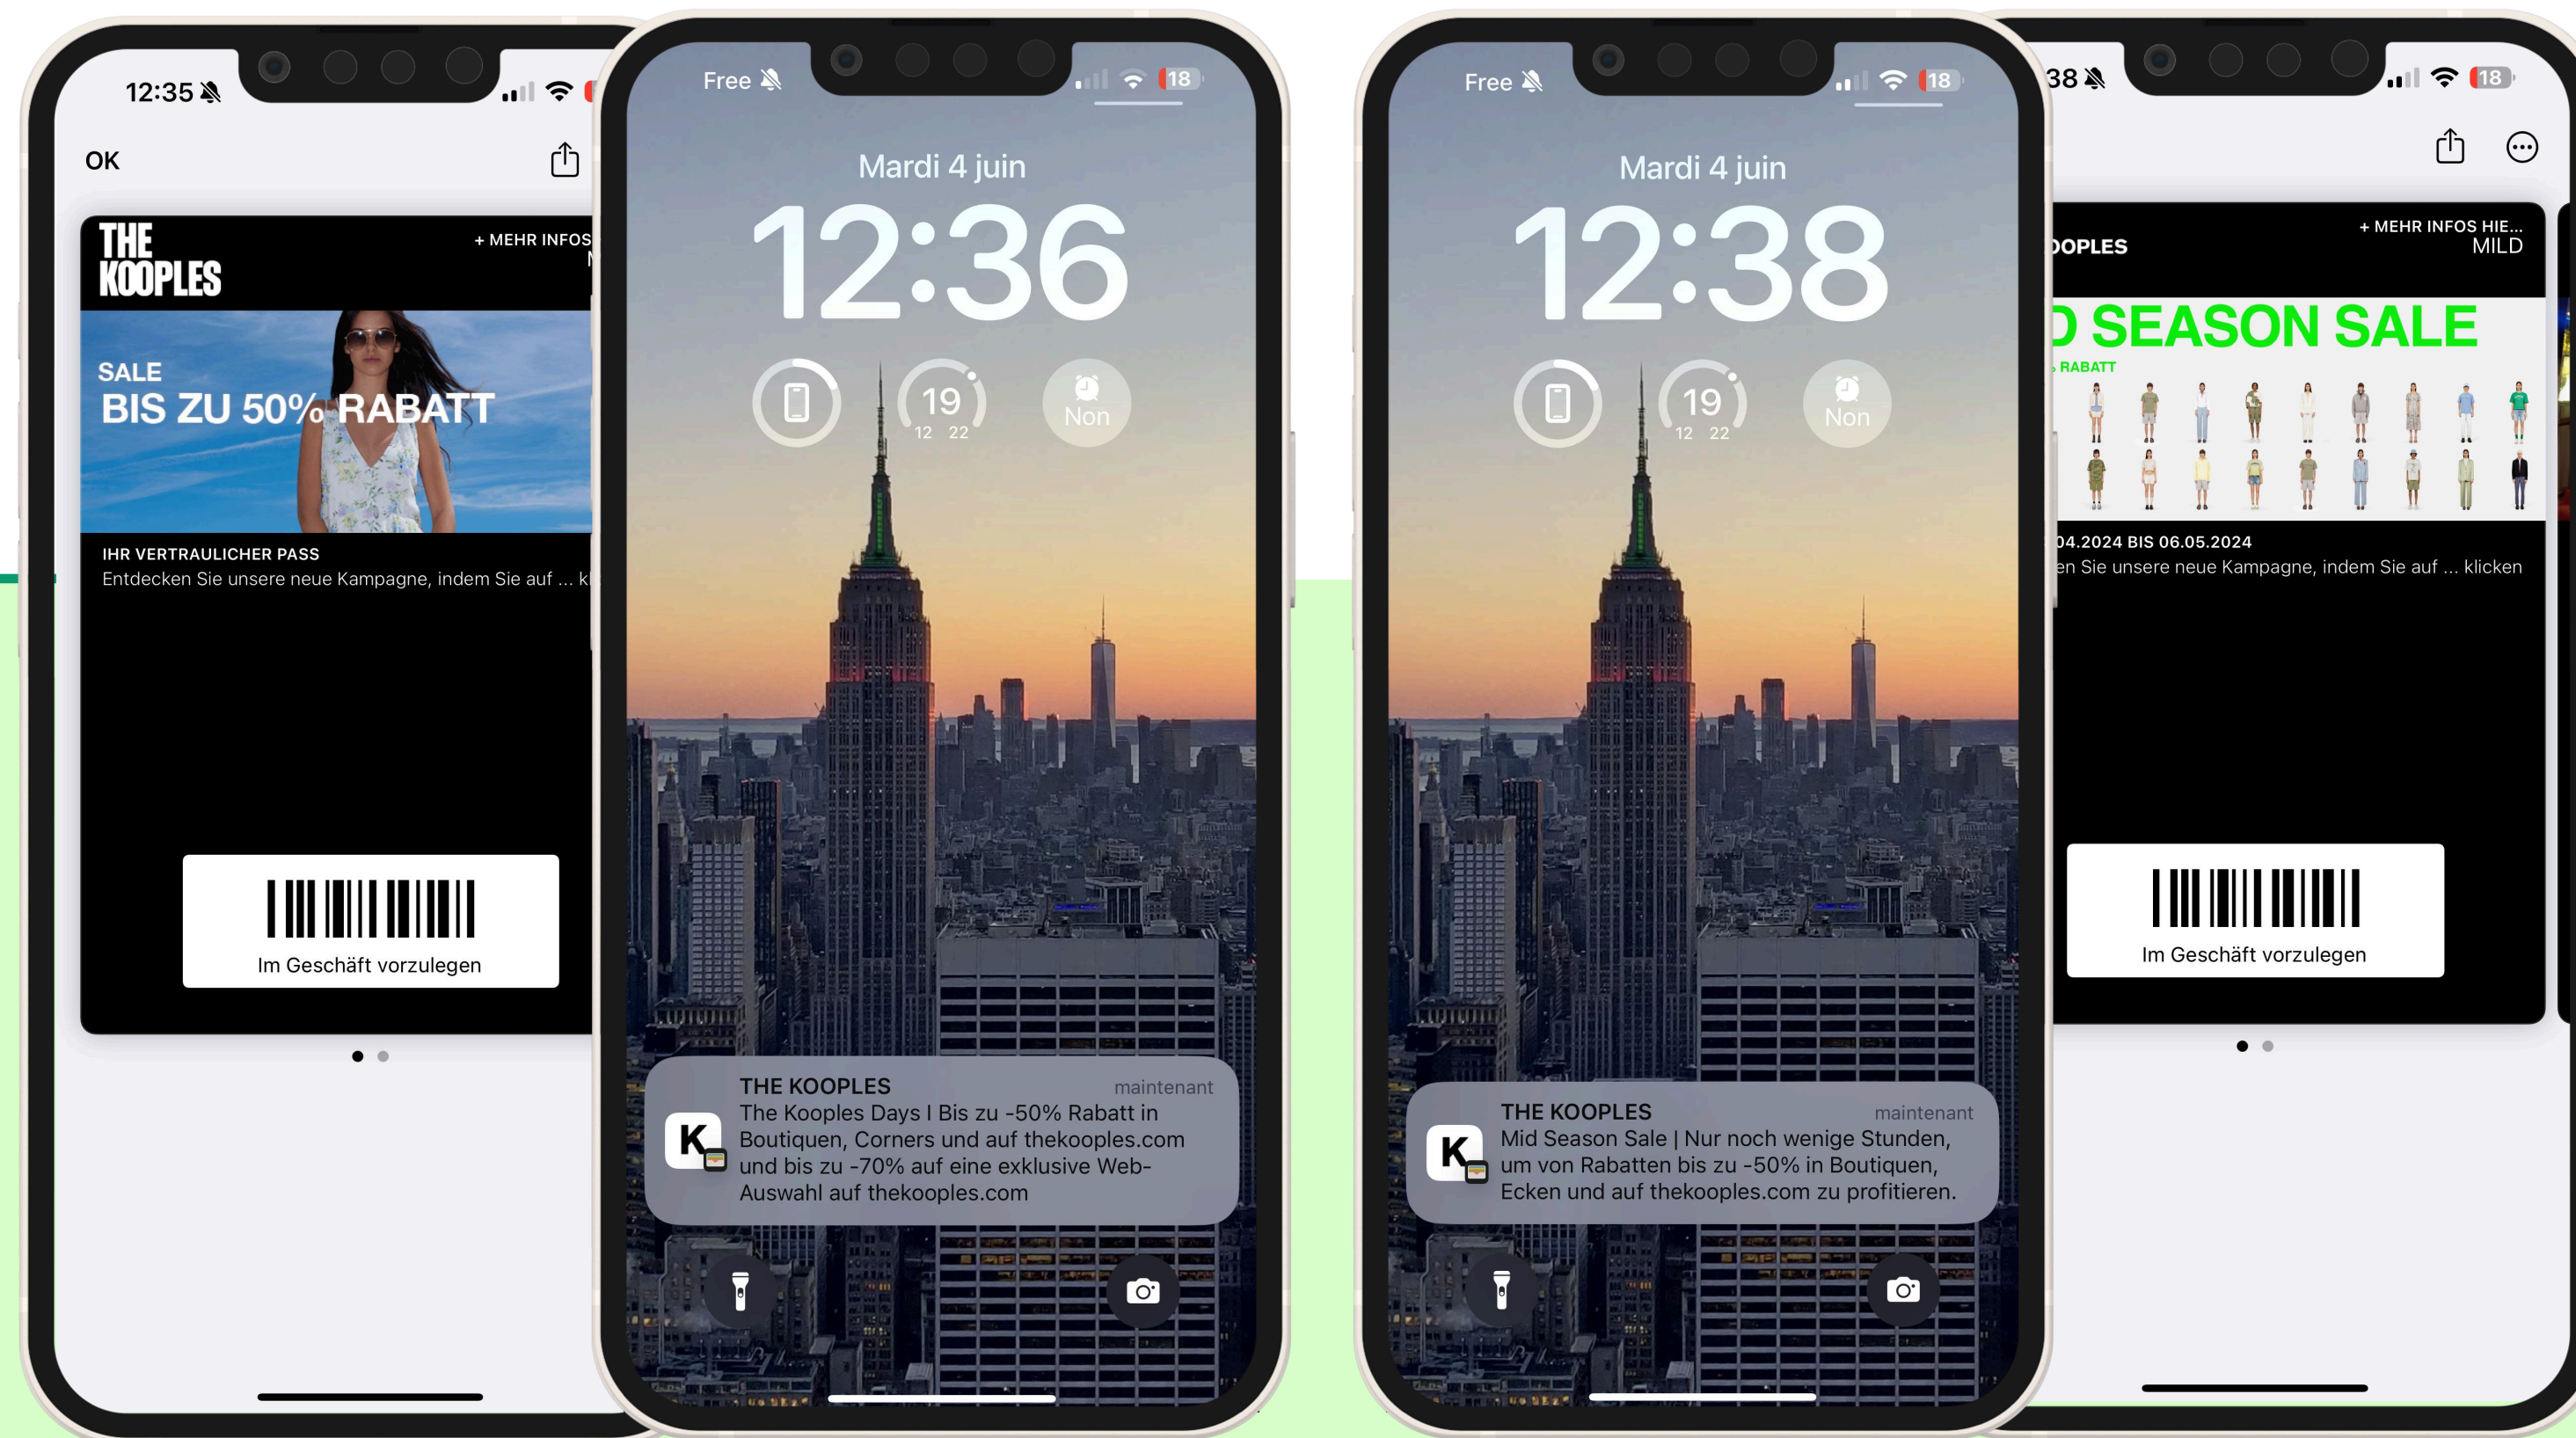 12:35
OK
THE
KOOPLES
+ MEHR INFOS
SALE
BIS ZU 50% RABATT
IHR VERTRAULICHER PASS
Entdecken Sie unsere neue Kampagne, indem Sie auf ...
Im Geschäft vorzulegen
Free
18
Mardi 4 juin
12:36
19
12 22
Non
THE KOOPLES
maintenant
The Kooples Days I Bis zu -50% Rabatt in
Boutiquen, Corners und auf thekooples.com
und bis zu -70% auf eine exklusive Web-
Auswahl auf thekooples.com
K
Free
18
Mardi 4 juin
12:38
19
12 22
Non
THE KOOPLES
maintenant
Mid Season Sale | Nur noch wenige Stunden,
um von Rabatten bis zu -50% in Boutiquen,
Ecken und auf thekooples.com zu profitieren.
K
38
18
OOPLES
+ MEHR INFOS HIE...
MILD
D SEASON SALE
RABATT
04.2024 BIS 06.05.2024
en Sie unsere neue Kampagne, indem Sie auf ... klicken
Im Geschäft vorzulegen